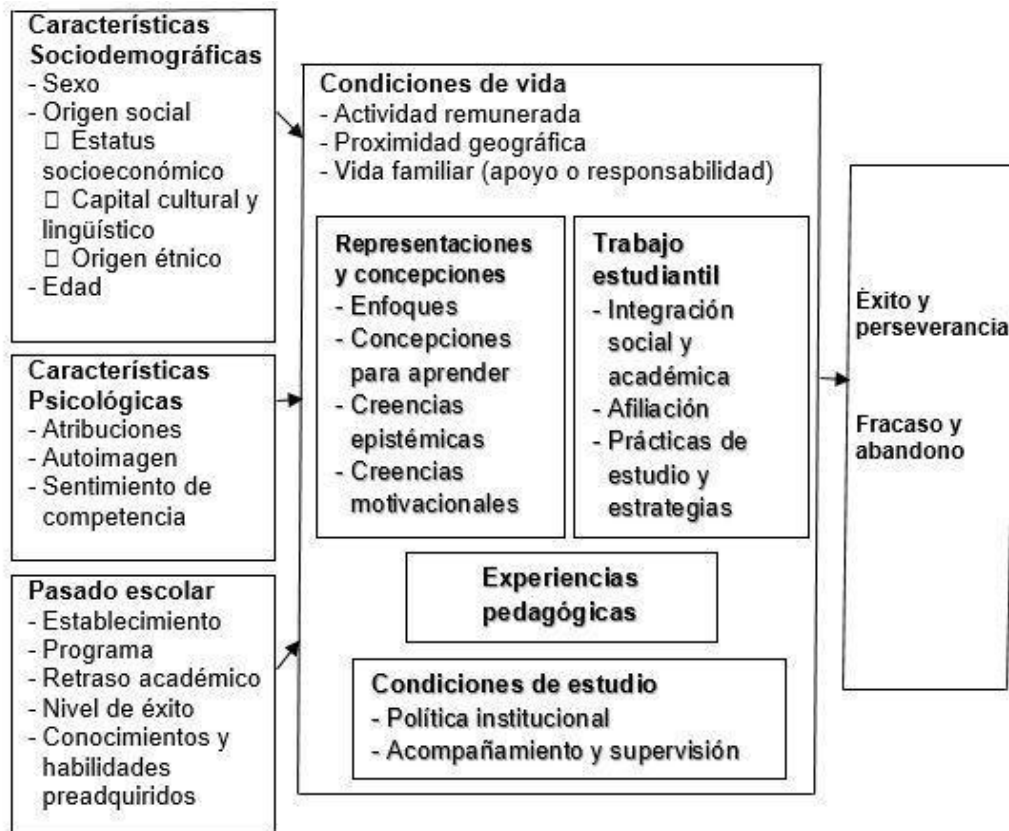 Características
Sociodemográficas
- Sexo
- Origen social
□ Estatus
socioeconómico
□ Capital cultural y
lingüístico
□ Origen étnico
- Edad
Características
Psicológicas
- Atribuciones
- Autoimagen
- Sentimiento de
competencia
Pasado escolar
- Establecimiento
- Programa
- Retraso académico
- Nivel de éxito
- Conocimientos y
habilidades
preadquiridos
Condiciones de vida
- Actividad remunerada
- Proximidad geográfica
- Vida familiar (apoyo o responsabilidad)
Representaciones
y concepciones
- Enfoques
- Concepciones
para aprender
- Creencias
epistémicas
- Creencias
motivacionales
Trabajo
estudiantil
- Integración
social y
académica
- Afiliación
- Prácticas de
estudio y
estrategias
Experiencias
pedagógicas
Condiciones de estudio
- Política institucional
- Acompañamiento y supervisión
Éxito y
perseverancia
Fracaso y
abandono